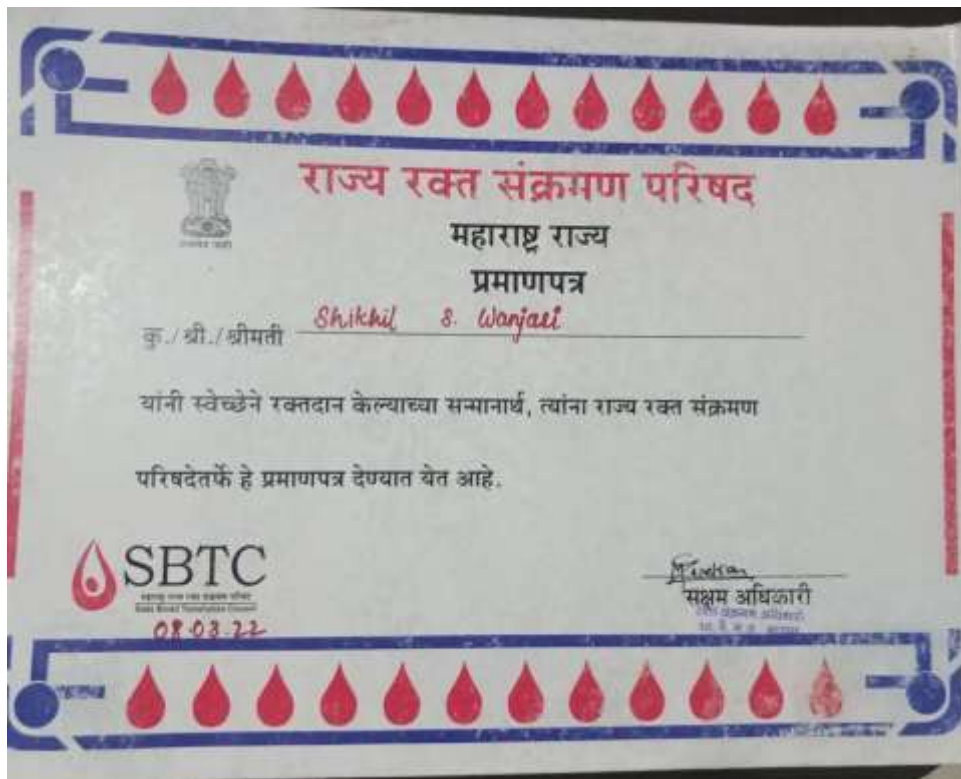 राज्य रक्त संक्रमण परिषद
महाराष्ट्र राज्य
प्रमाणपत्र
कु./श्री./श्रीमती Shikhil S. Wanjari
यांनी स्वेच्छेने रक्तदान केल्याच्या सन्मानार्थ, त्यांना राज्य रक्त संक्रमण
परिषदेतर्फे हे प्रमाणपत्र देण्यात येत आहे.
SBTC
State Blood Transfusion Council
08.03.22
सक्षम अधिकारी